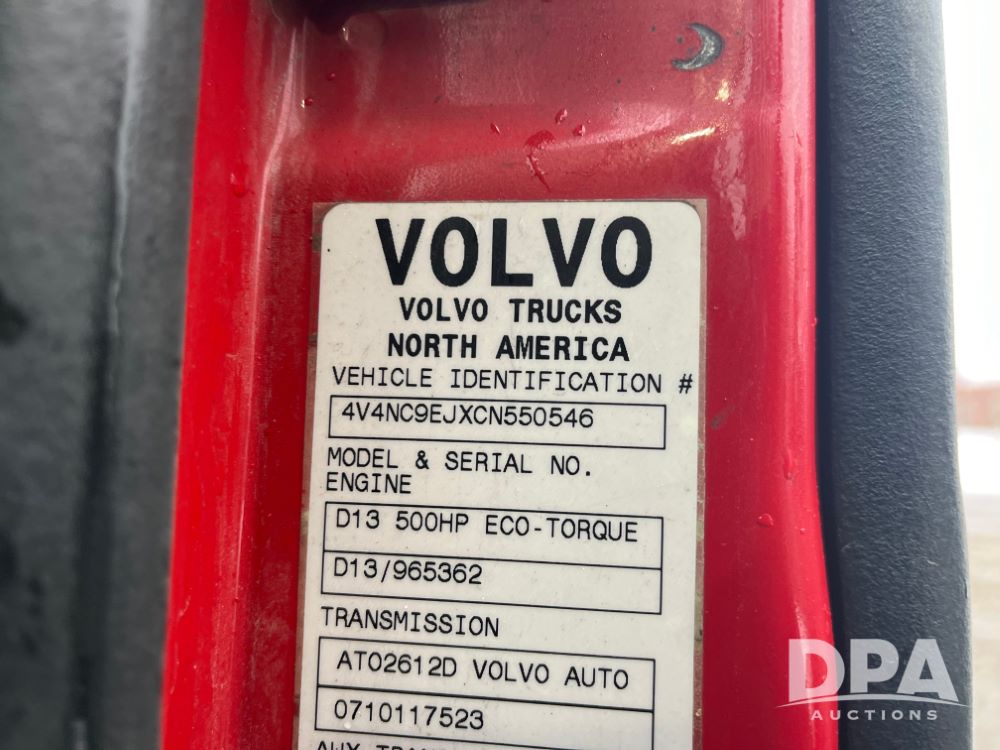 VOLVO
VOLVO TRUCKS
NORTH AMERICA
VEHICLE IDENTIFICATION #
4V4NC9EJXCN550546
MODEL & SERIAL NO.
ENGINE
D13 500HP ECO-TORQUE
D13/965362
TRANSMISSION
ATO2612D VOLVO AUTO
0710117523
DPA
AUCTIONS